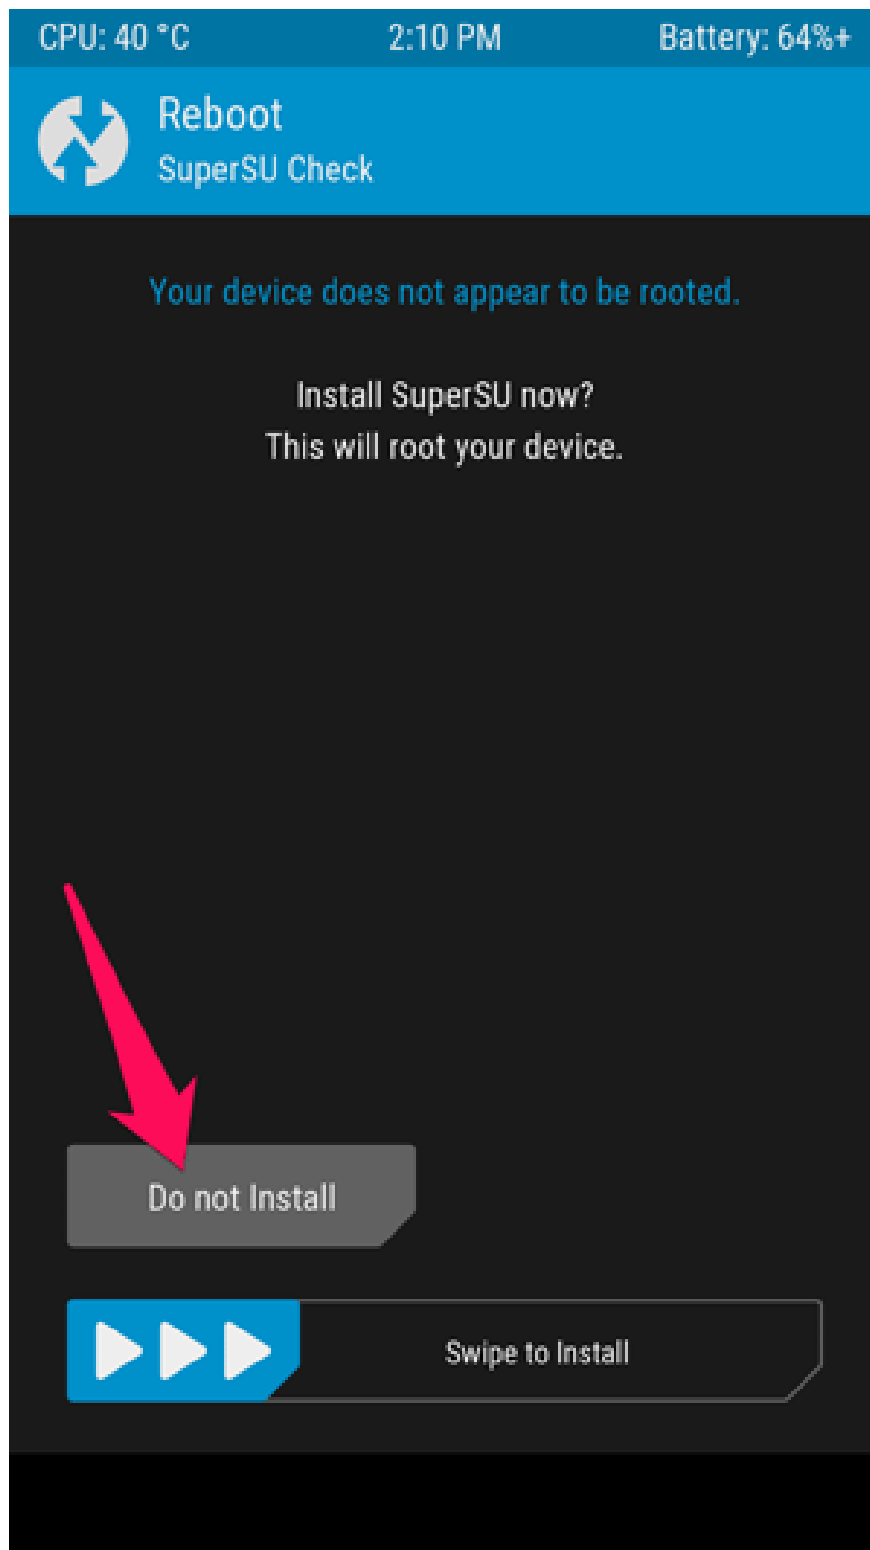 CPU: 40 °C 2:10 PM Battery: 64%+
Reboot
SuperSU Check
Your device does not appear to be rooted.
Install SuperSU now?
This will root your device.
Do not Install
Swipe to Install